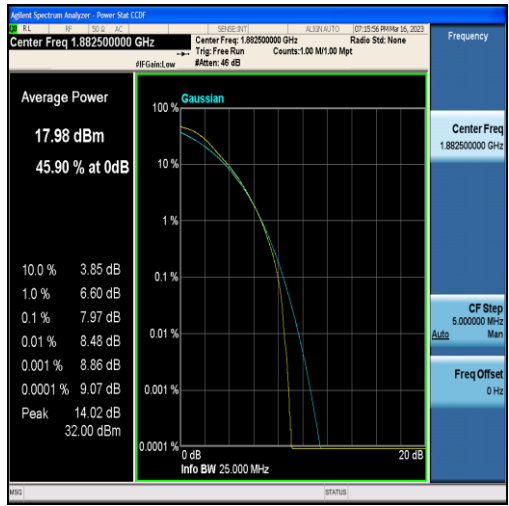 Agilent Spectrum Analyzer - Power Stat CCDF
RL RF 50 Ω AC SENSE:INT ALIGN AUTO 07:15:56 PM Mar 16, 2023
Center Freq 1.882500000 GHz
Center Freq: 1.882500000 GHz Radio Std: None
Trig: Free Run Counts:1.00 M/1.00 Mpt
#IFGain:Low #Atten: 46 dB
Frequency
Average Power
17.98 dBm
45.90 % at 0dB
10.0 % 3.85 dB
1.0 % 6.60 dB
0.1 % 7.97 dB
0.01 % 8.48 dB
0.001 % 8.86 dB
0.0001 % 9.07 dB
Peak 14.02 dB
32.00 dBm
100 % Gaussian
10 %
1 %
0.1 %
0.01 %
0.001 %
0.0001 %
0 dB 20 dB
Info BW 25.000 MHz
Center Freq
1.882500000 GHz
CF Step
5.000000 MHz
Auto Man
Freq Offset
0 Hz
MSG STATUS